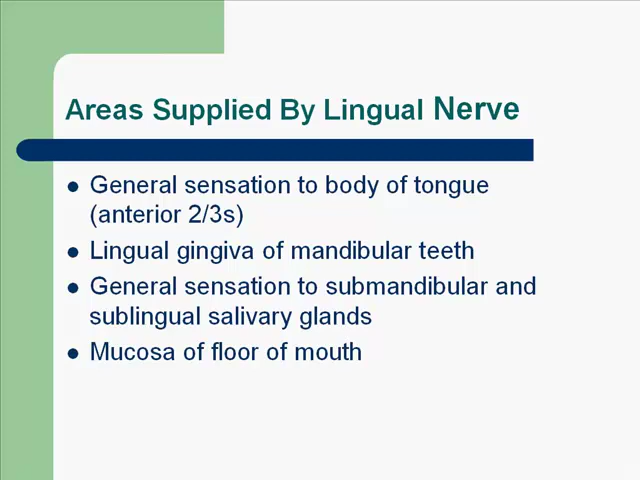 Areas Supplied By Lingual Nerve
General sensation to body of tongue
(anterior 2/3s)
Lingual gingiva of mandibular teeth
General sensation to submandibular and
sublingual salivary glands
Mucosa of floor of mouth